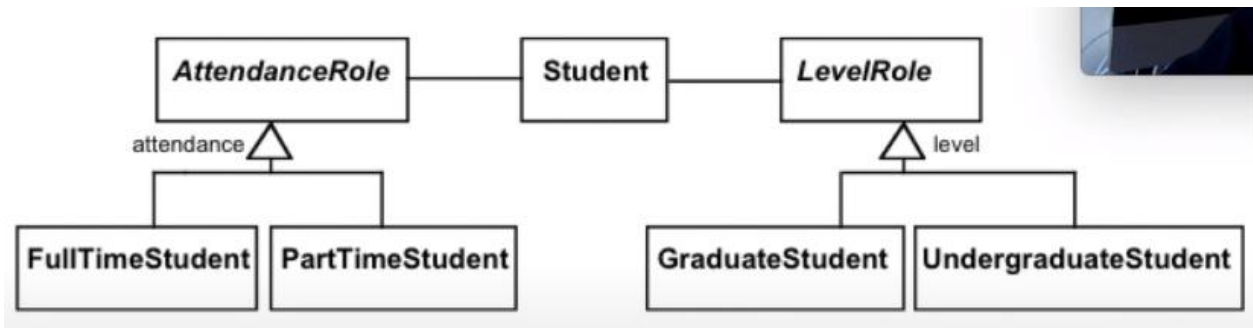 AttendanceRole
Student
LevelRole
attendance
level
FullTimeStudent
PartTimeStudent
GraduateStudent
UndergraduateStudent